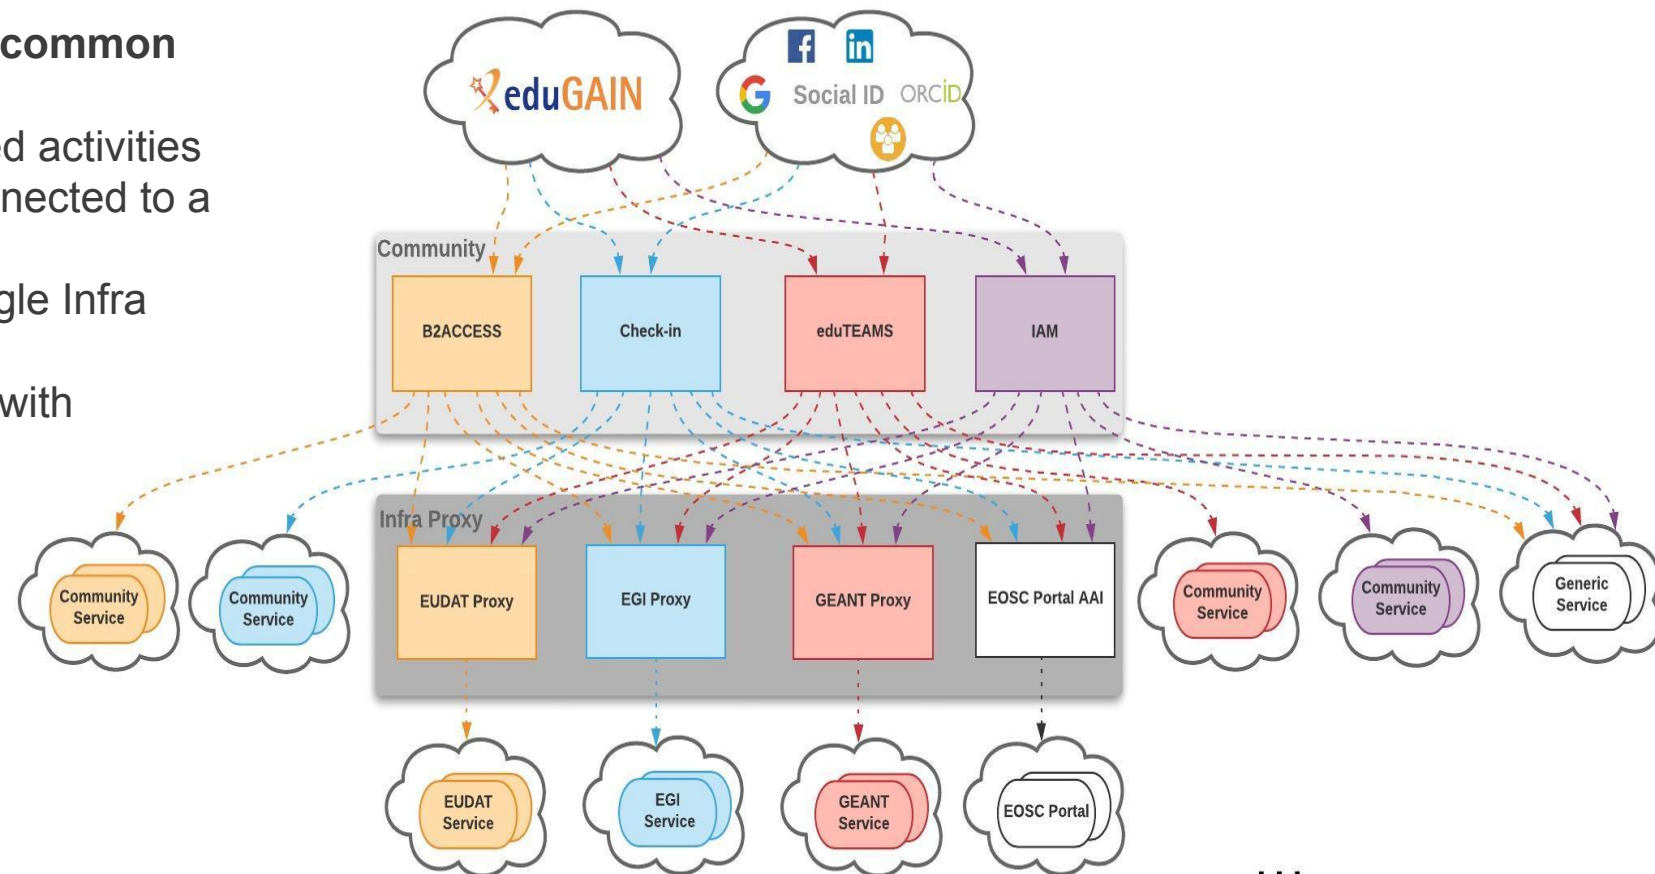 common
ed activities
nected to a
gle Infra
with
eduGAIN
Social ID ORCiD
Community
B2ACCESS
Check-in
eduTEAMS
IAM
Infra Proxy
EUDAT Proxy
EGI Proxy
GEANT Proxy
EOSC Portal AAI
Community
Service
Community
Service
Community
Service
Community
Service
Generic
Service
EUDAT
Service
EGI
Service
GEANT
Service
EOSC Portal